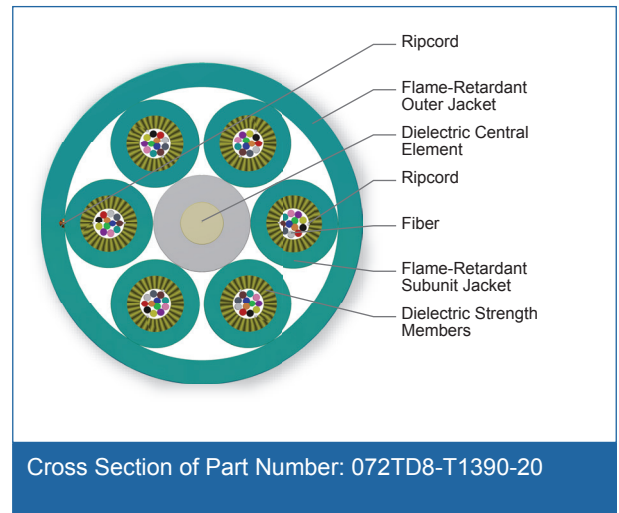 Ripcord
Flame-Retardant
Outer Jacket
Dielectric Central
Element
Ripcord
Fiber
Flame-Retardant
Subunit Jacket
Dielectric Strength
Members
Cross Section of Part Number: 072TD8-T1390-20